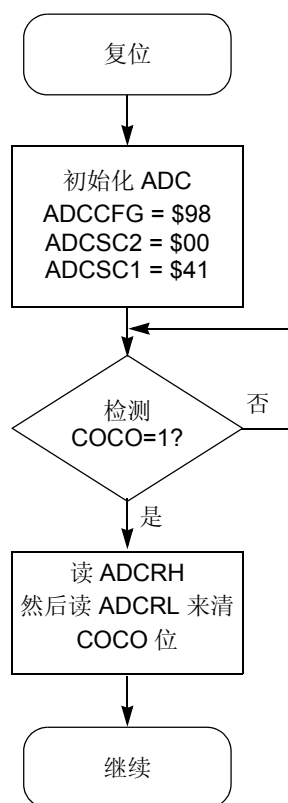 复位
初始化 ADC
ADCCFG = $98
ADCSC2 = $00
ADCSC1 = $41
检测
COCO=1?
否
是
读 ADCRH
然后读 ADCRL 来清
COCO 位
继续